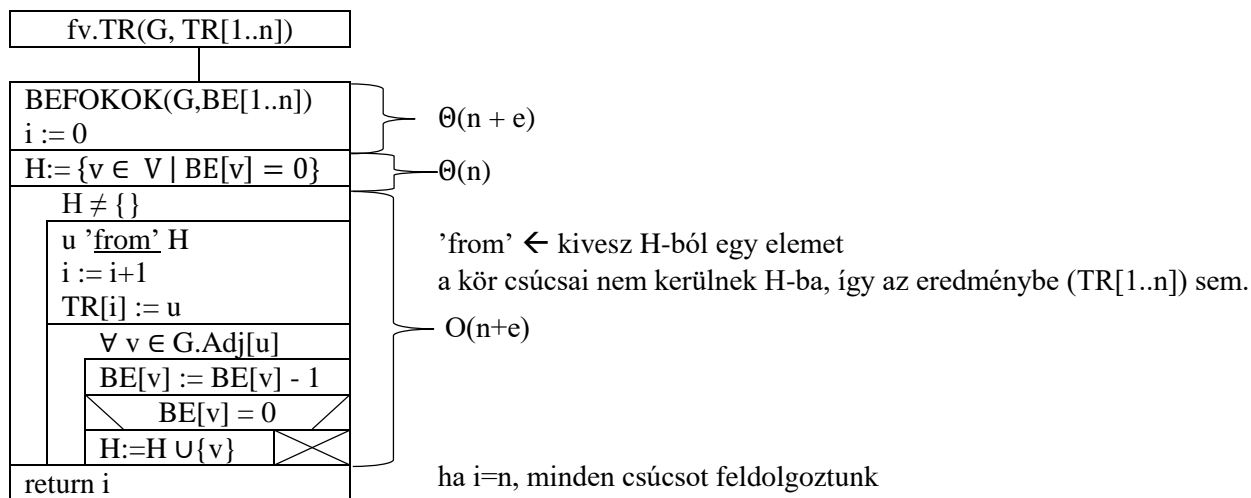 fv.TR(G, TR[1..n])
BEFOKOK(G,BE[1..n])
i := 0
Θ(n + e)
H:= {v ∈ V | BE[v] = 0}
Θ(n)
H ≠ {}
u ’from’ H
i := i+1
TR[i] := u
’from’ ← kivesz H-ból egy elemet
a kör csúcsai nem kerülnek H-ba, így az eredménybe (TR[1..n]) sem.
O(n+e)
∀ v ∈ G.Adj[u]
BE[v] := BE[v] - 1
BE[v] = 0
H:=H ∪{v}
return i
ha i=n, minden csúcsot feldolgoztunk